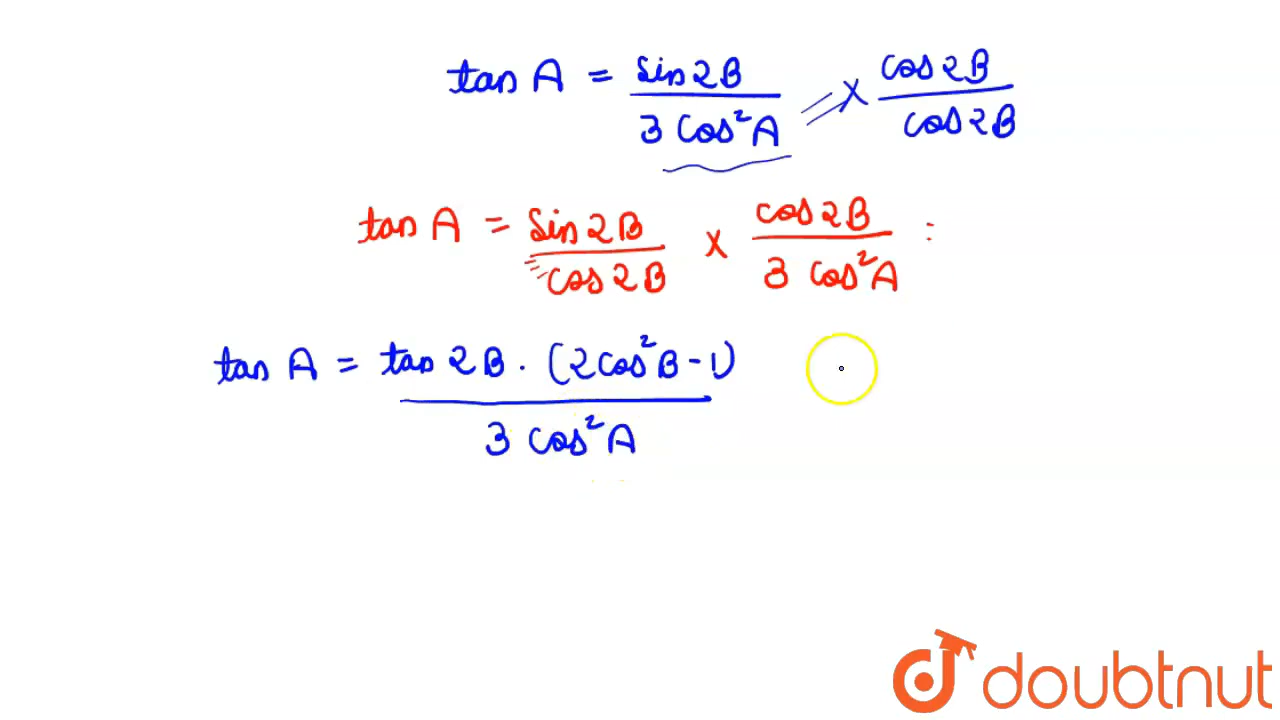 tan A = sin 2B / 3 cos²A × cos 2B / cos 2B
tan A = sin 2B / cos 2B × cos 2B / 3 cos²A =
tan A = tan 2B · (2cos²B - 1) / 3 cos²A
doubtnut